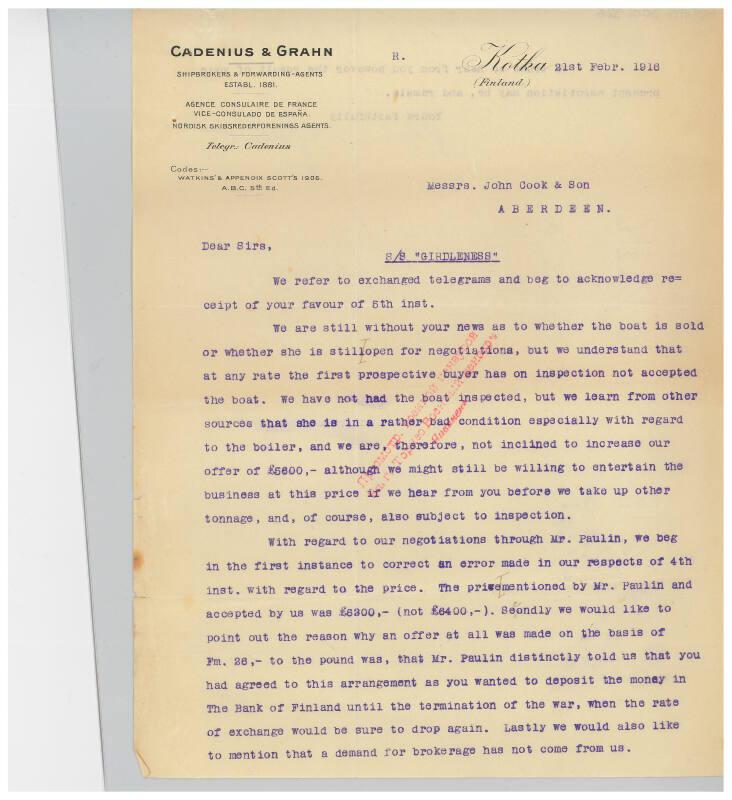 CADENIUS & GRAHN
SHIPBROKERS & FORWARDING-AGENTS
ESTABL. 1881.
AGENCE CONSULAIRE DE FRANCE
VICE-CONSULADO DE ESPAÑA.
NORDISK SKIBSREDERFORENINGS AGENTS.
Telegr. Cadenius
Codes:—
WATKINS' & APPENDIX SCOTT'S 1906.
A.B.C. 5th Ed.
R.
Kotka 21st Febr. 1916
(Finland)
Messrs. John Cook & Son
ABERDEEN.
Dear Sirs,
S/S "GIRDLENESS"
We refer to exchanged telegrams and beg to acknowledge re=
ceipt of your favour of 5th inst.
We are still without your news as to whether the boat is sold
or whether she is stillopen for negotiations, but we understand that
at any rate the first prospective buyer has on inspection not accepted
the boat. We have not had the boat inspected, but we learn from other
sources that she is in a rather bad condition especially with regard
to the boiler, and we are, therefore, not inclined to increase our
offer of £5600,- although we might still be willing to entertain the
business at this price if we hear from you before we take up other
tonnage, and, of course, also subject to inspection.
With regard to our negotiations through Mr. Paulin, we beg
in the first instance to correct an error made in our respects of 4th
inst. with regard to the price. The pricementioned by Mr. Paulin and
accepted by us was £6300,- (not £6400,-). Secndly we would like to
point out the reason why an offer at all was made on the basis of
Fm. 26,- to the pound was, that Mr. Paulin distinctly told us that you
had agreed to this arrangement as you wanted to deposit the money in
The Bank of Finland until the termination of the war, when the rate
of exchange would be sure to drop again. Lastly we would also like
to mention that a demand for brokerage has not come from us.